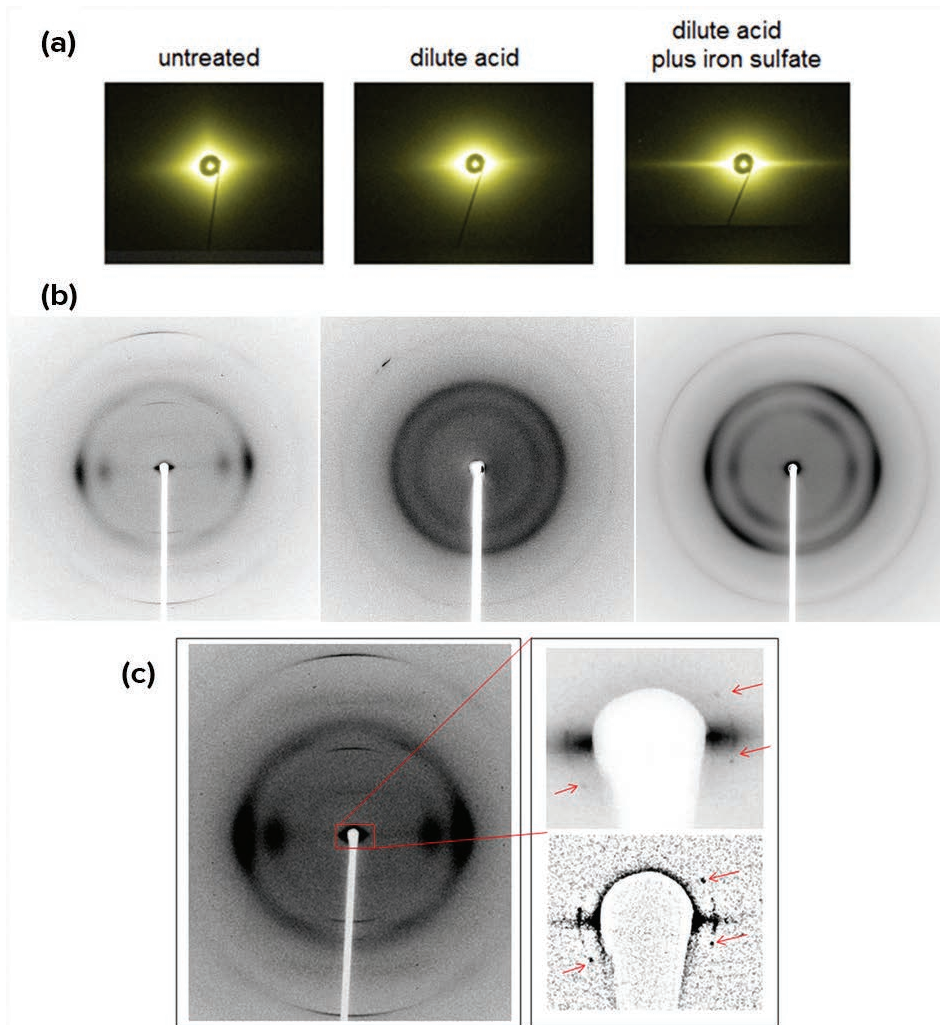 (a)
untreated
dilute acid
dilute acid
plus iron sulfate
(b)
(c)